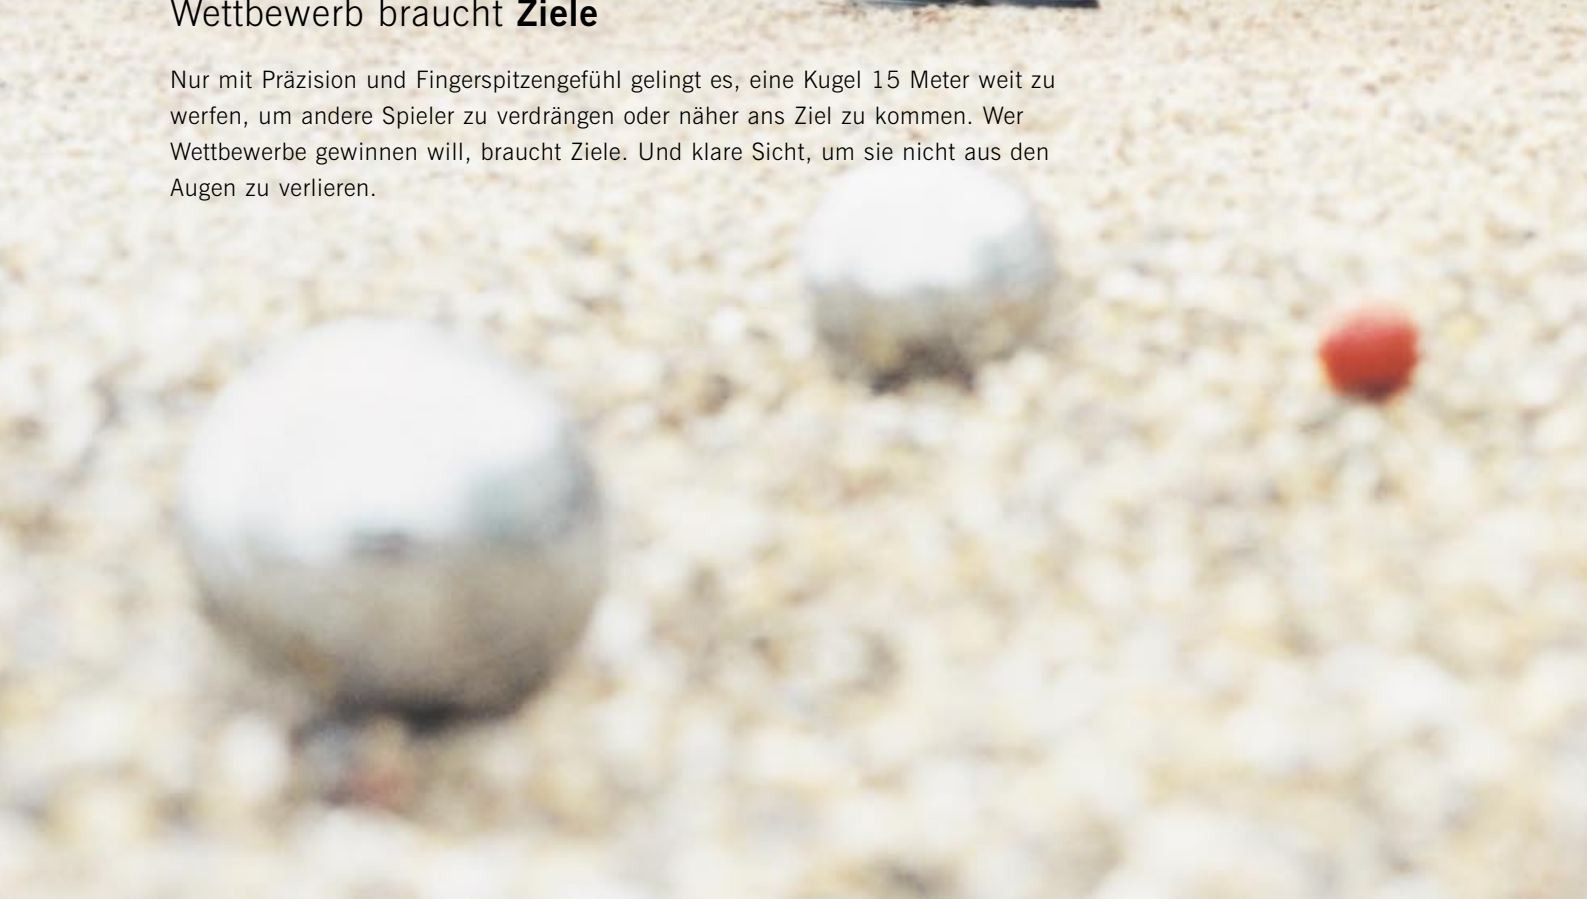 Wettbewerb braucht Ziele
Nur mit Präzision und Fingerspitzengefühl gelingt es, eine Kugel 15 Meter weit zu
werfen, um andere Spieler zu verdrängen oder näher ans Ziel zu kommen. Wer
Wettbewerbe gewinnen will, braucht Ziele. Und klare Sicht, um sie nicht aus den
Augen zu verlieren.